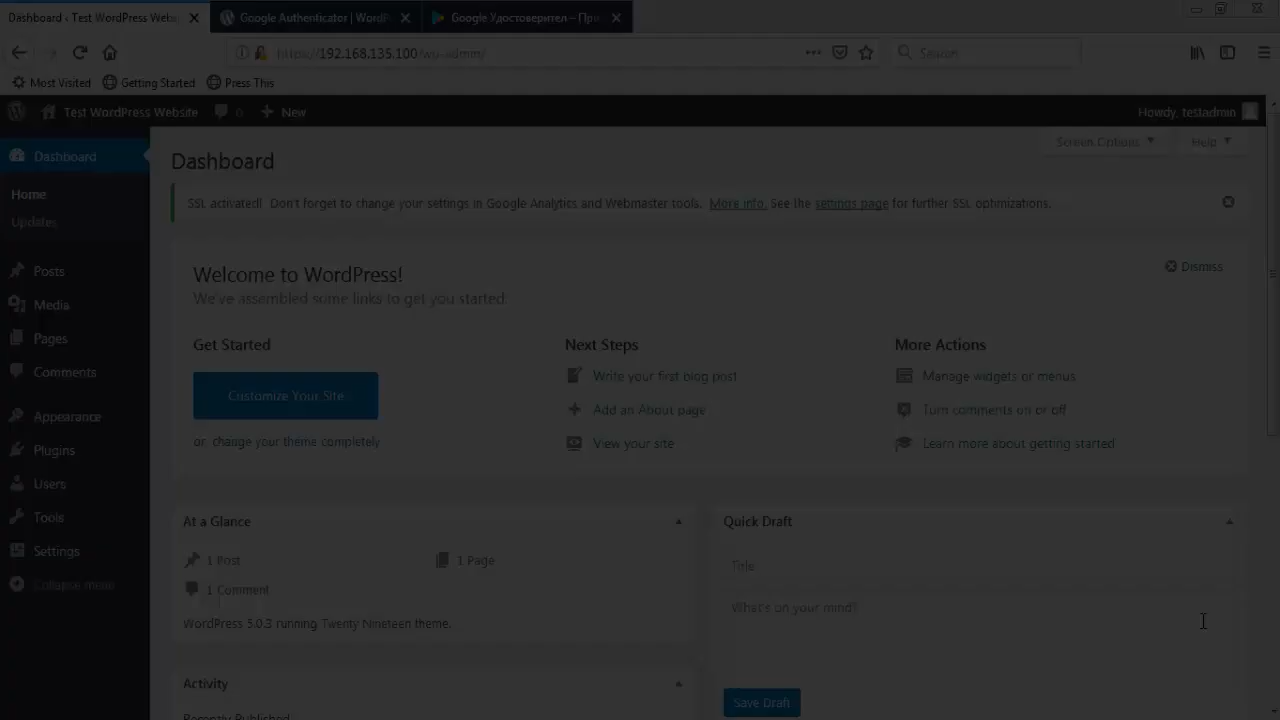 Dashboard ‹ Test WordPress Webs
Google Authenticator | WordP
Google Удостоверител – При
https://192.168.135.100/wp-admin/
Search
Most Visited
Getting Started
Press This
Test WordPress Website
0
New
Howdy, testadmin
Dashboard
Home
Updates
Posts
Media
Pages
Comments
Appearance
Plugins
Users
Tools
Settings
Collapse menu
Screen Options
Help
Dashboard
SSL activated! Don't forget to change your settings in Google Analytics and Webmaster tools. More info. See the settings page for further SSL optimizations.
Welcome to WordPress!
We've assembled some links to get you started:
Dismiss
Get Started
Customize Your Site
or, change your theme completely
Next Steps
Write your first blog post
Add an About page
View your site
More Actions
Manage widgets or menus
Turn comments on or off
Learn more about getting started
At a Glance
1 Post
1 Page
1 Comment
WordPress 5.0.3 running Twenty Nineteen theme.
Activity
Recently Published
Quick Draft
Title
What's on your mind?
Save Draft